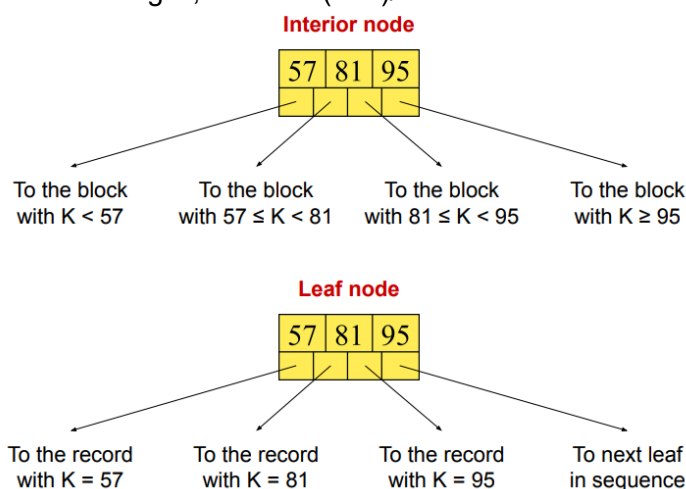 Interior node
57 81 95
To the block To the block To the block To the block
with K < 57 with 57 ≤ K < 81 with 81 ≤ K < 95 with K ≥ 95
Leaf node
57 81 95
To the record To the record To the record To next leaf
with K = 57 with K = 81 with K = 95 in sequence